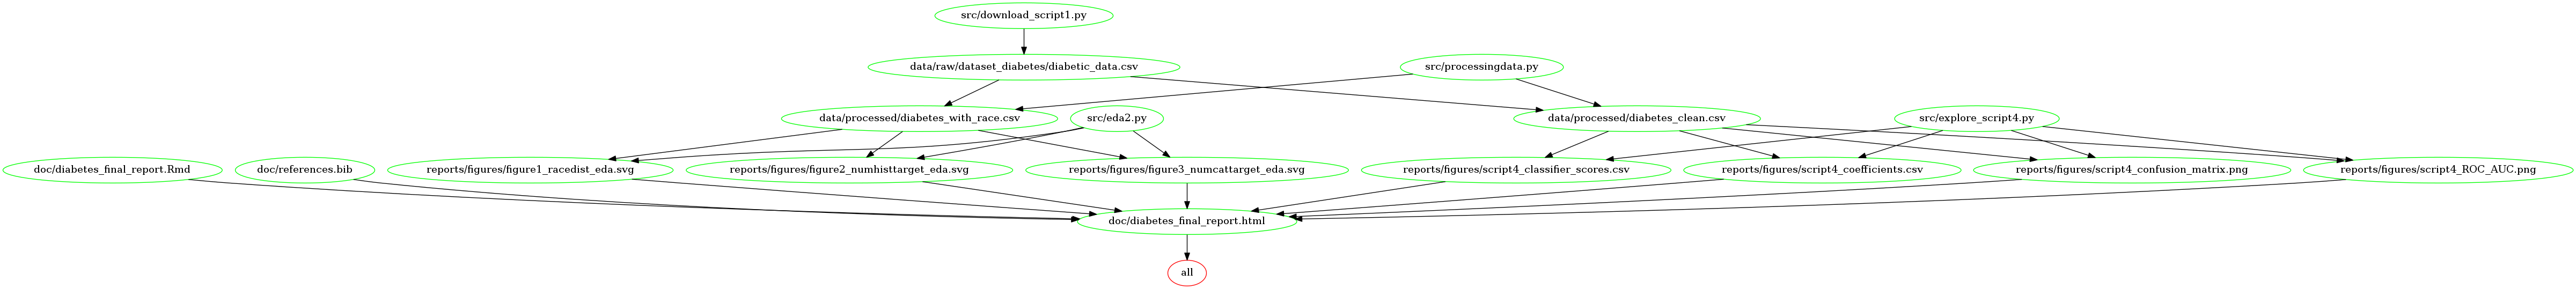 src/download_script1.py
data/raw/dataset_diabetes/diabetic_data.csv
src/processingdata.py
data/processed/diabetes_with_race.csv
src/eda2.py
data/processed/diabetes_clean.csv
src/explore_script4.py
doc/diabetes_final_report.Rmd
doc/references.bib
reports/figures/figure1_racedist_eda.svg
reports/figures/figure2_numhisttarget_eda.svg
reports/figures/figure3_numcattarget_eda.svg
reports/figures/script4_classifier_scores.csv
reports/figures/script4_coefficients.csv
reports/figures/script4_confusion_matrix.png
reports/figures/script4_ROC_AUC.png
doc/diabetes_final_report.html
all